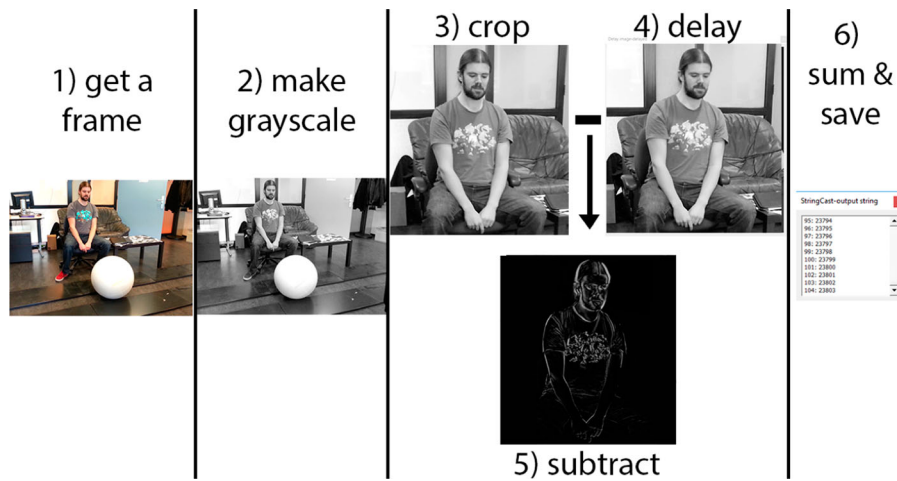 1) get a
frame
2) make
grayscale
3) crop
4) delay
5) subtract
6)
sum &
save
StringCast-output string
95: 23794
96: 23795
97: 23796
98: 23797
99: 23798
100: 23799
101: 23800
102: 23801
103: 23802
104: 23803